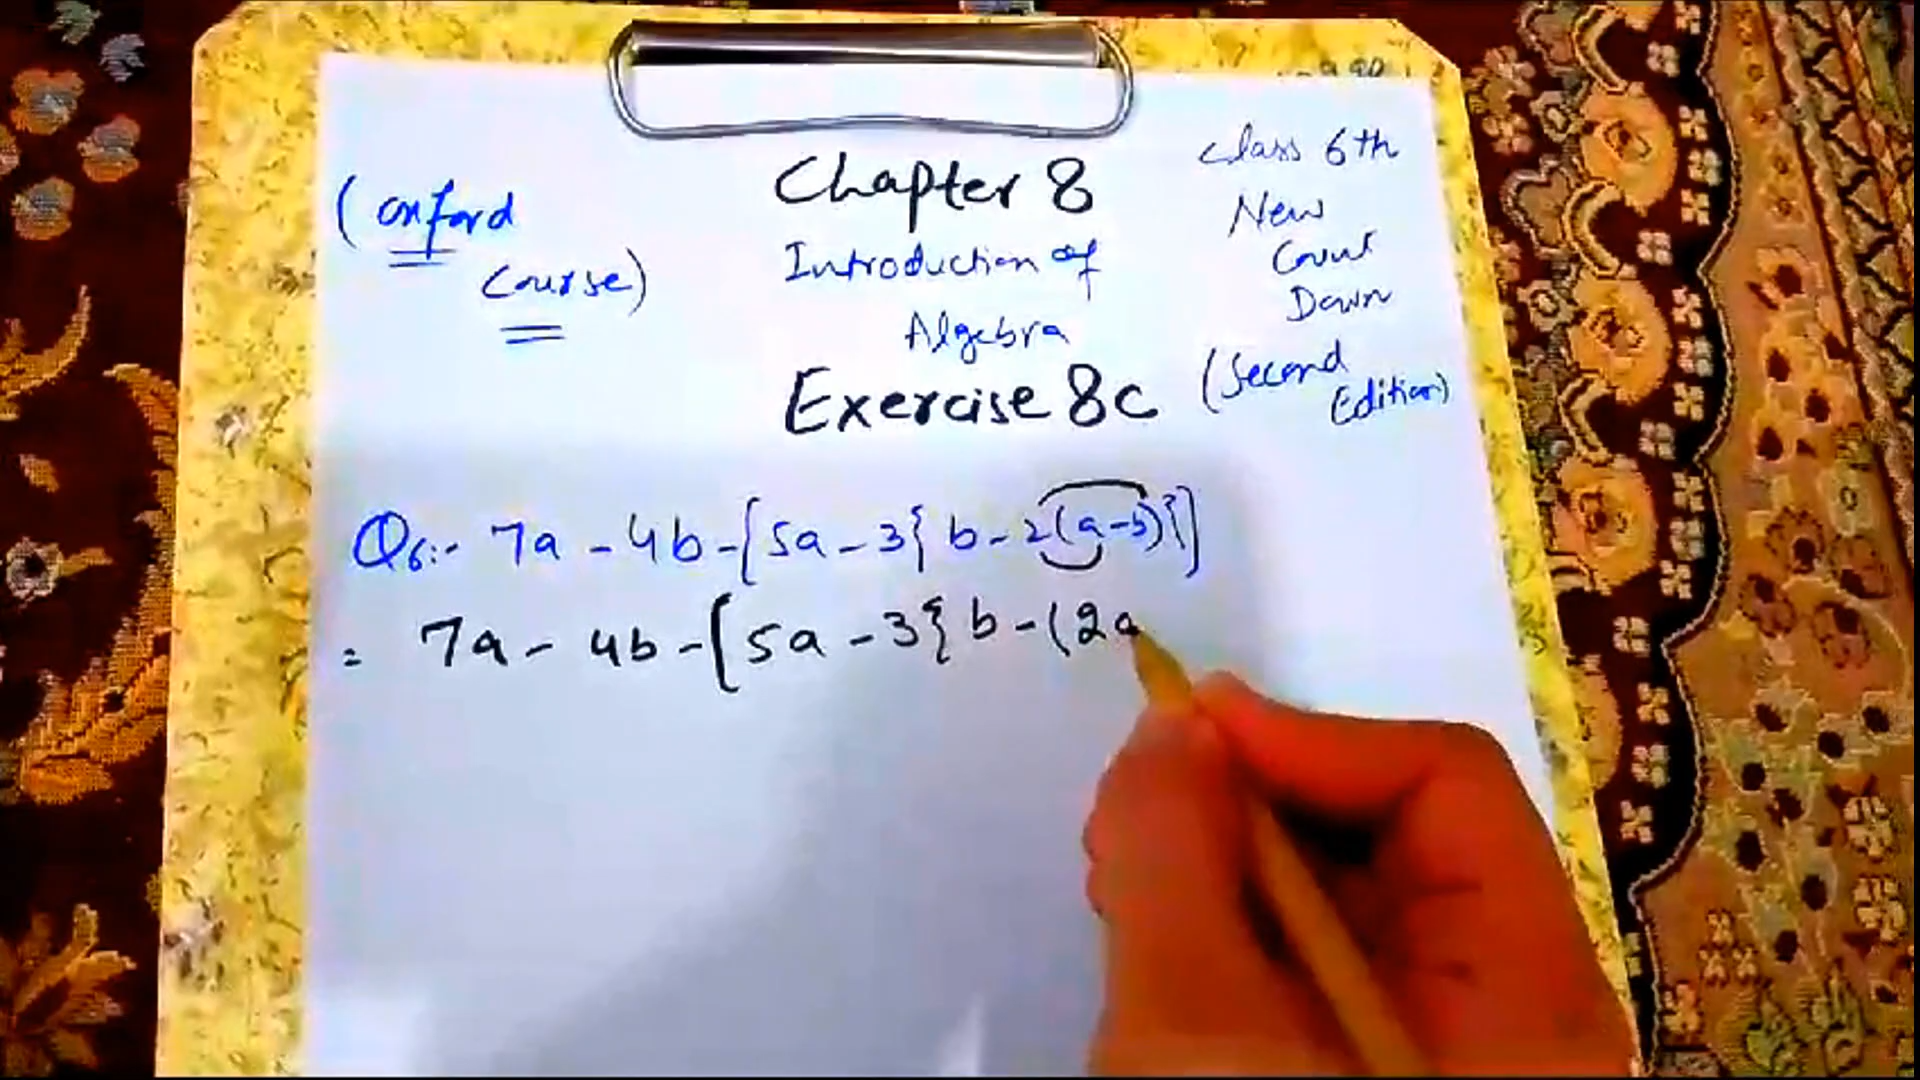 Chapter 8
Introduction of
Algebra
Exercise 8c
(oxford
course)
class 6th
New
Count
Down
(Second
Edition)
Q6:- 7a - 4b - [5a - 3{ b - 2(a-b)}]
= 7a - 4b - [5a - 3{ b - (2a